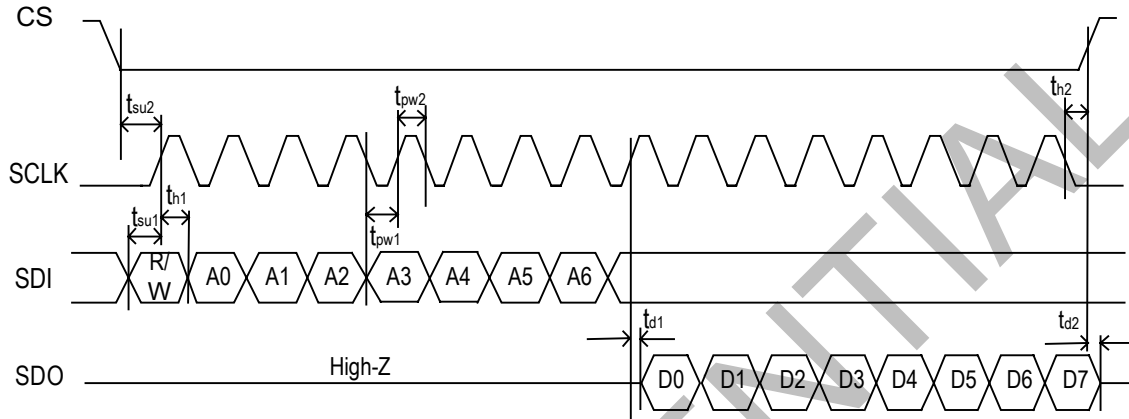 CS
tsu2
tpw2
th2
SCLK
tsu1
th1
tpw1
SDI
R/
W
A0
A1
A2
A3
A4
A5
A6
td1
td2
SDO
High-Z
D0
D1
D2
D3
D4
D5
D6
D7
ENTIAL